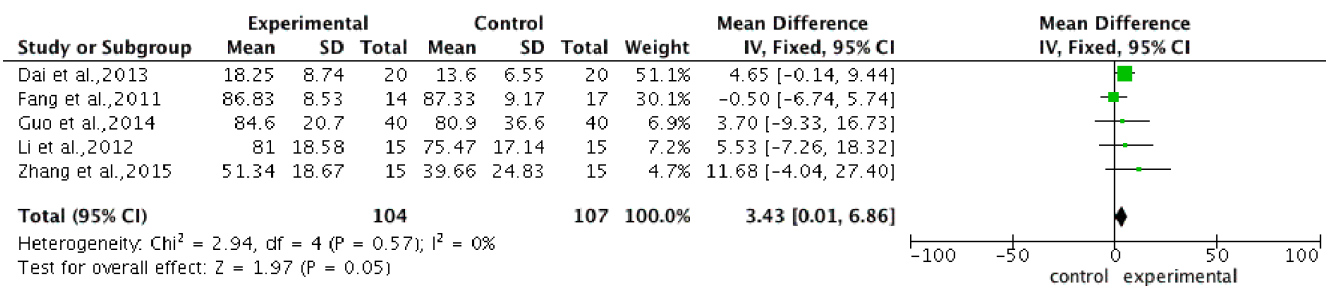 Experimental Control Mean Difference Mean Difference
Study or Subgroup Mean SD Total Mean SD Total Weight IV, Fixed, 95% CI IV, Fixed, 95% CI
Dai et al.,2013 18.25 8.74 20 13.6 6.55 20 51.1% 4.65 [-0.14, 9.44]
Fang et al.,2011 86.83 8.53 14 87.33 9.17 17 30.1% -0.50 [-6.74, 5.74]
Guo et al.,2014 84.6 20.7 40 80.9 36.6 40 6.9% 3.70 [-9.33, 16.73]
Li et al.,2012 81 18.58 15 75.47 17.14 15 7.2% 5.53 [-7.26, 18.32]
Zhang et al.,2015 51.34 18.67 15 39.66 24.83 15 4.7% 11.68 [-4.04, 27.40]
Total (95% CI) 104 107 100.0% 3.43 [0.01, 6.86]
Heterogeneity: Chi² = 2.94, df = 4 (P = 0.57); I² = 0%
Test for overall effect: Z = 1.97 (P = 0.05)
-100 -50 0 50 100
control experimental